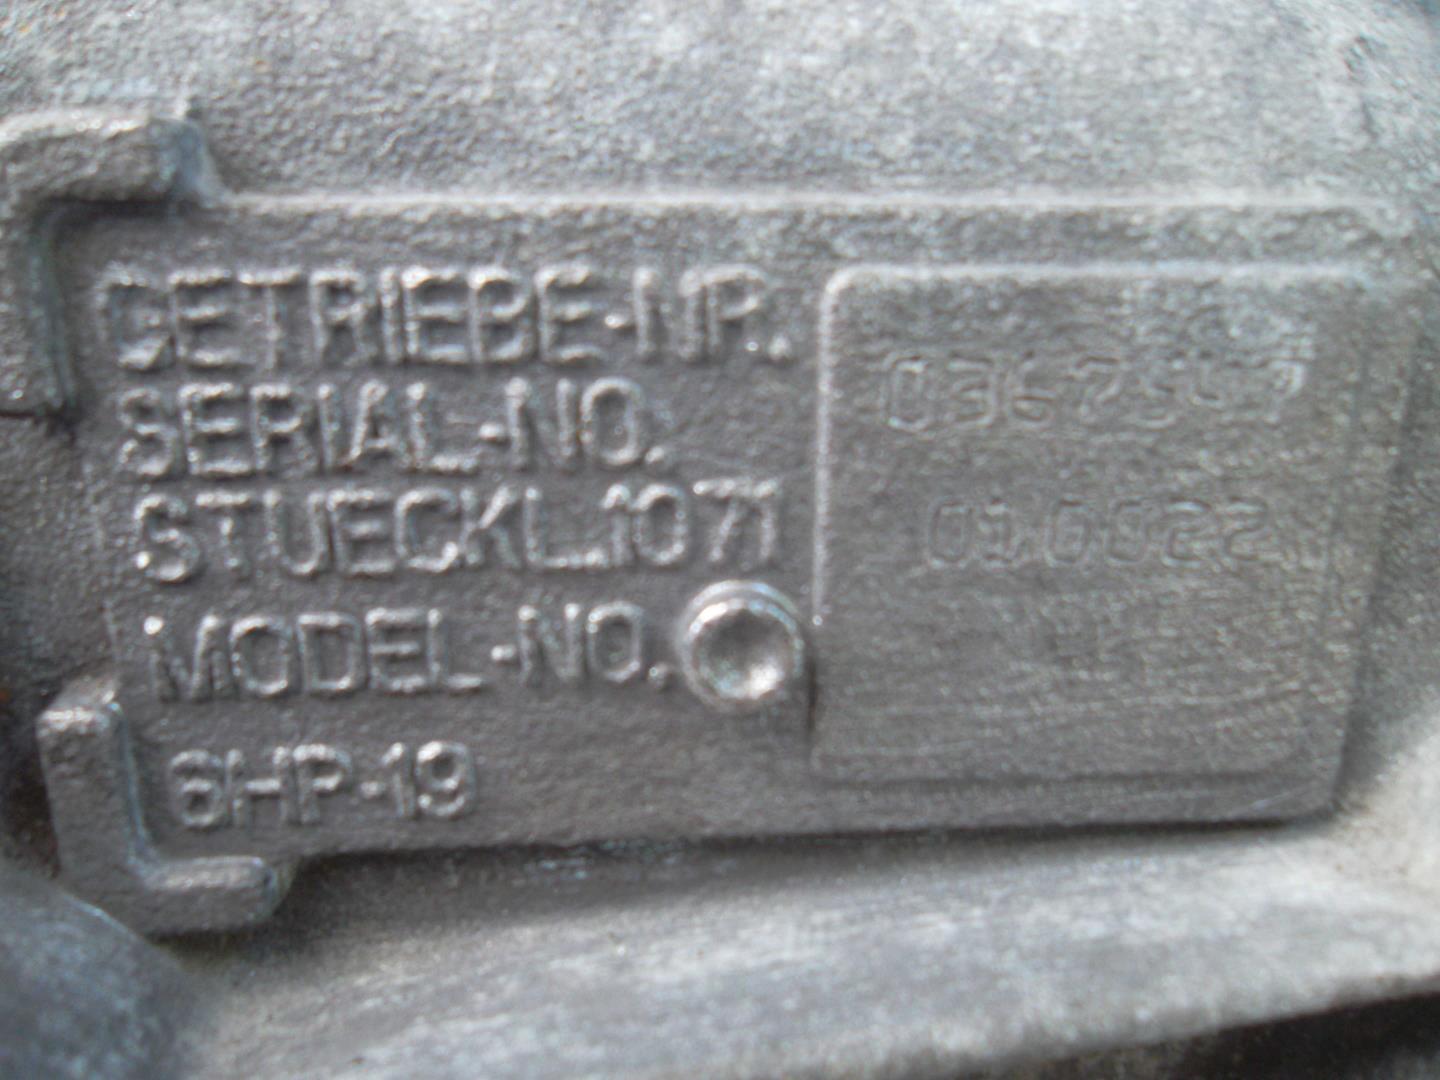 GETRIEBE-NR.
SERIAL-NO.
STUECKL.1071
010022
MODEL-NO.
6HP-19